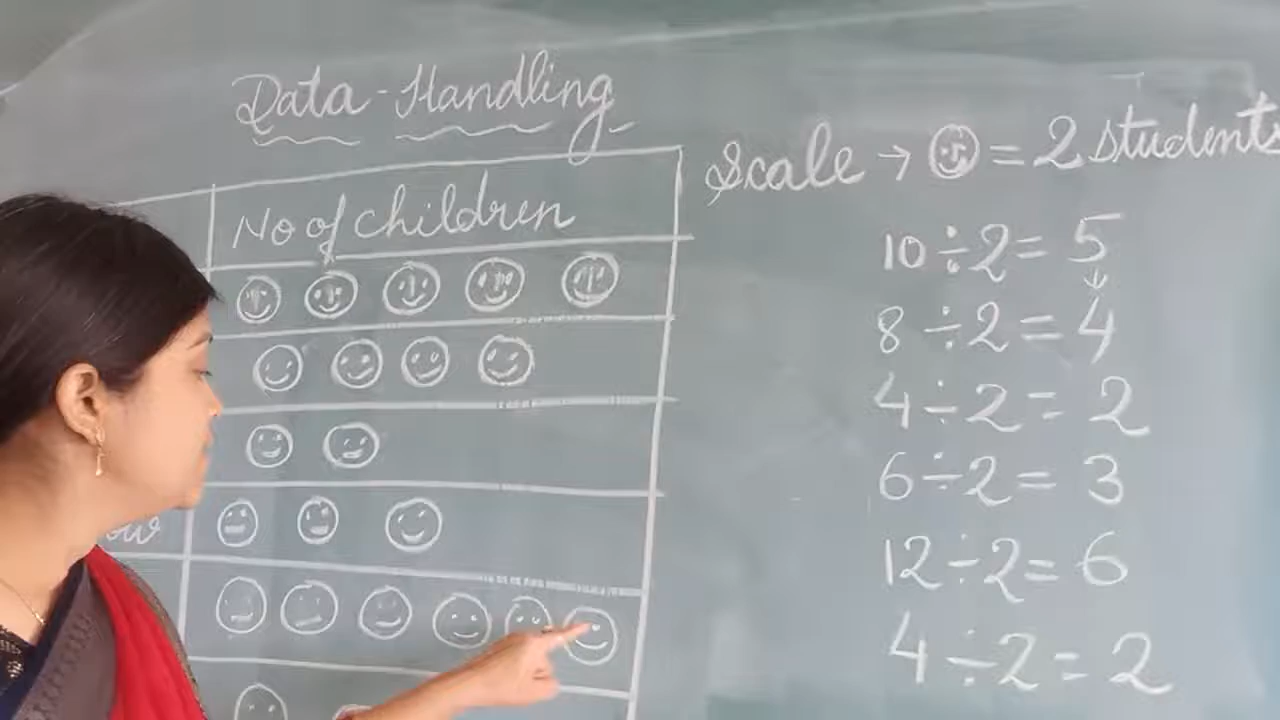 Data-Handling
Scale → = 2 students
No of children
10 ÷ 2 = 5
↓
8 ÷ 2 = 4
4 ÷ 2 = 2
6 ÷ 2 = 3
12 ÷ 2 = 6
4 ÷ 2 = 2